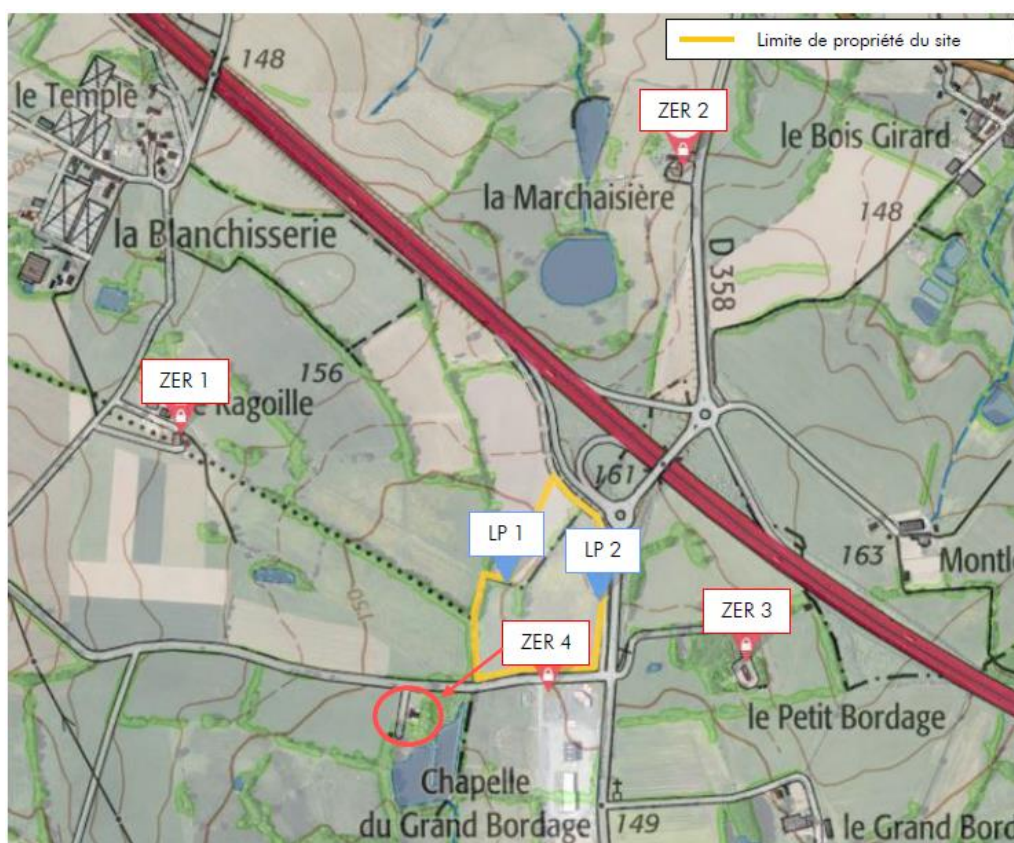 Limite de propriété du site
148
le Temple
ZER 2
le Bois Girard
la Marchaisière
148
150
la Blanchisserie
D 358
ZER 1
156
Ragoille
161
LP 1
LP 2
163
Montl
150
ZER 3
ZER 4
le Petit Bordage
Chapelle
du Grand Bordage
149
le Grand Bord